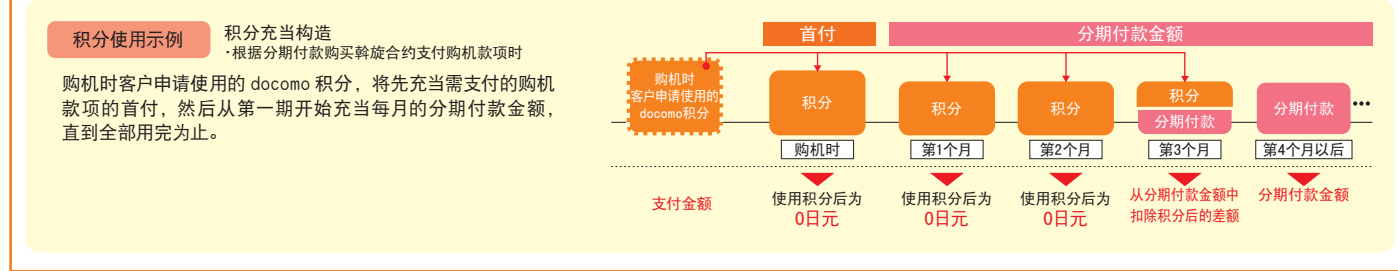 积分使用示例
积分充当构造
·根据分期付款购买斡旋合约支付购机款项时
购机时客户申请使用的 docomo 积分，将先充当需支付的购机
款项的首付，然后从第一期开始充当每月的分期付款金额，
直到全部用完为止。
首付
分期付款金额
购机时
客户申请使用的
docomo积分
积分
积分
积分
积分
分期付款
分期付款
•••
购机时
第1个月
第2个月
第3个月
第4个月以后
支付金额
使用积分后为
0日元
使用积分后为
0日元
使用积分后为
0日元
从分期付款金额中
扣除积分后的差额
分期付款金额